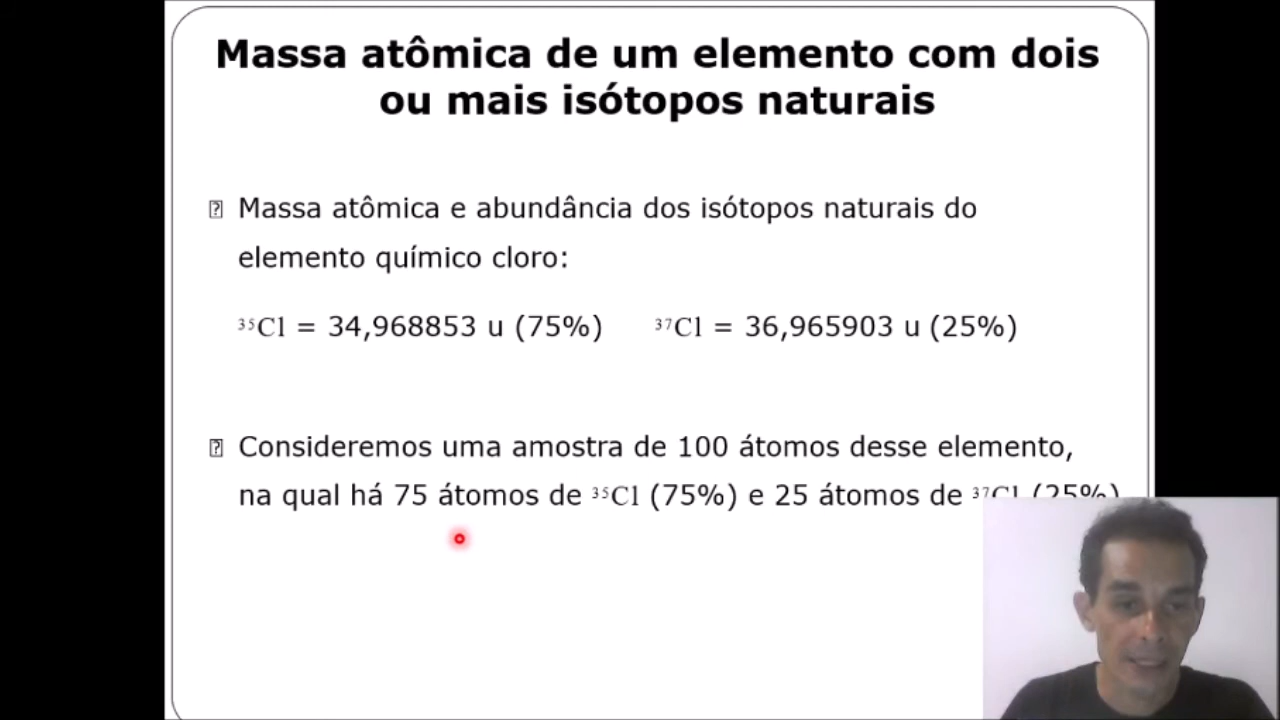 Massa atômica de um elemento com dois
ou mais isótopos naturais
Massa atômica e abundância dos isótopos naturais do
elemento químico cloro:
³⁵Cl = 34,968853 u (75%) ³⁷Cl = 36,965903 u (25%)
Consideremos uma amostra de 100 átomos desse elemento,
na qual há 75 átomos de ³⁵Cl (75%) e 25 átomos de ³⁷Cl (25%)